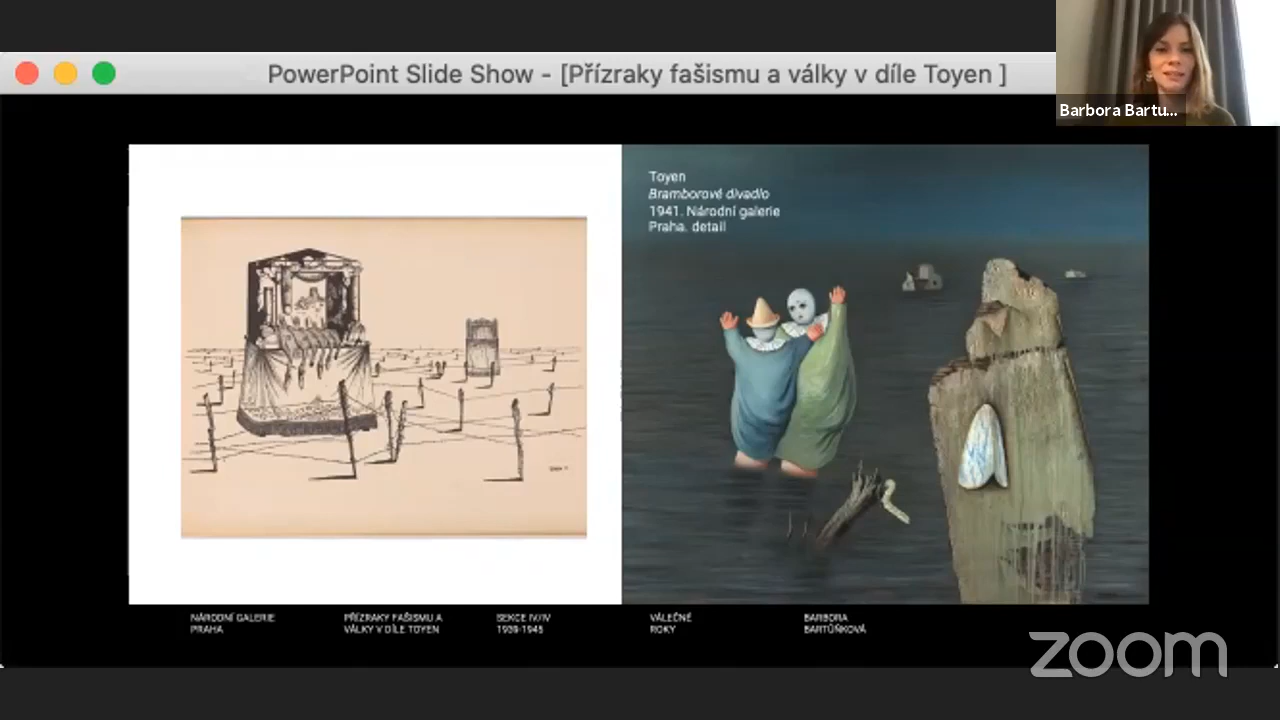 PowerPoint Slide Show - [Přízraky fašismu a války v díle Toyen ]
Barbora Bartu...
Toyen
Bramborové divadlo
1941. Národní galerie
Praha. detail
NÁRODNÍ GALERIE
PRAHA
PŘÍZRAKY FAŠISMU A
VÁLKY V DÍLE TOYEN
SEKCE IV/IV
1939-1945
VÁLEČNÉ
ROKY
BARBORA
BARTŮŇKOVÁ
zoom